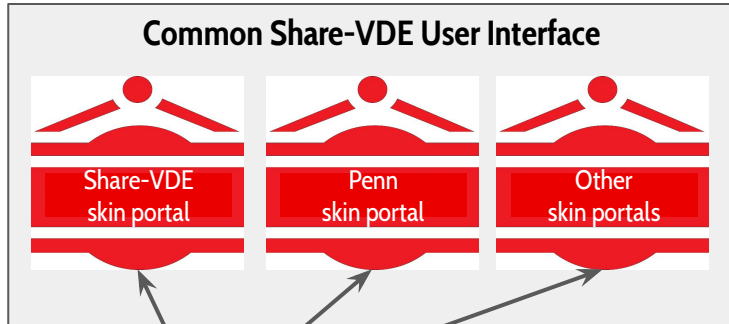 Common Share-VDE User Interface
Share-VDE
skin portal
Penn
skin portal
Other
skin portals